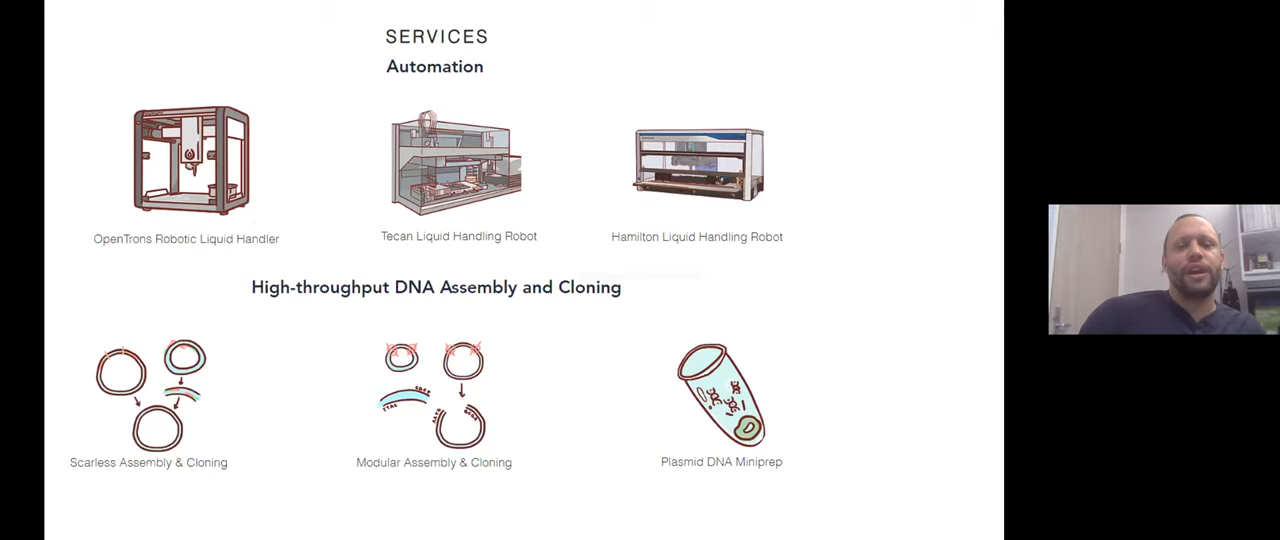 SERVICES
Automation
OpenTrons Robotic Liquid Handler
Tecan Liquid Handling Robot
Hamilton Liquid Handling Robot
High-throughput DNA Assembly and Cloning
Scarless Assembly & Cloning
Modular Assembly & Cloning
Plasmid DNA Miniprep